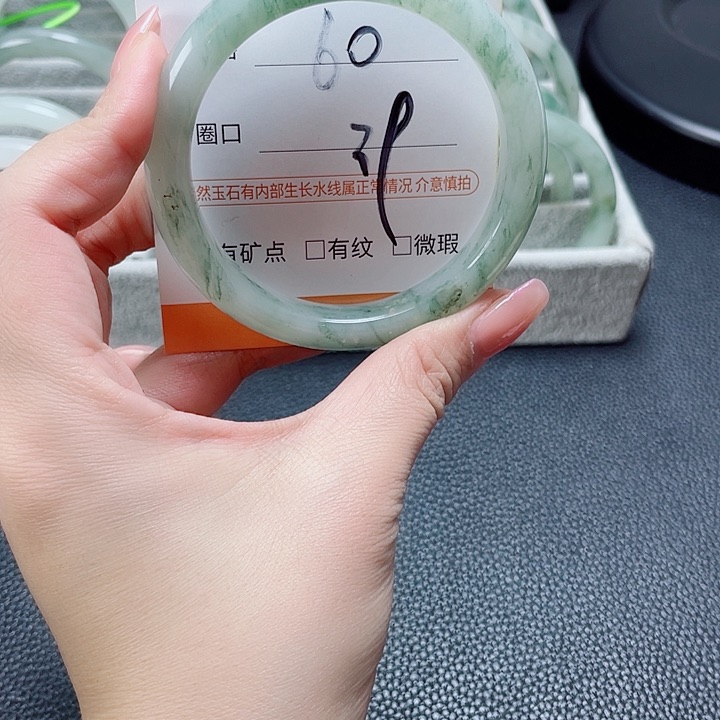 60
圈口
然玉石有内部生长水线属正常情况 介意慎拍
有矿点 □有纹 □微瑕